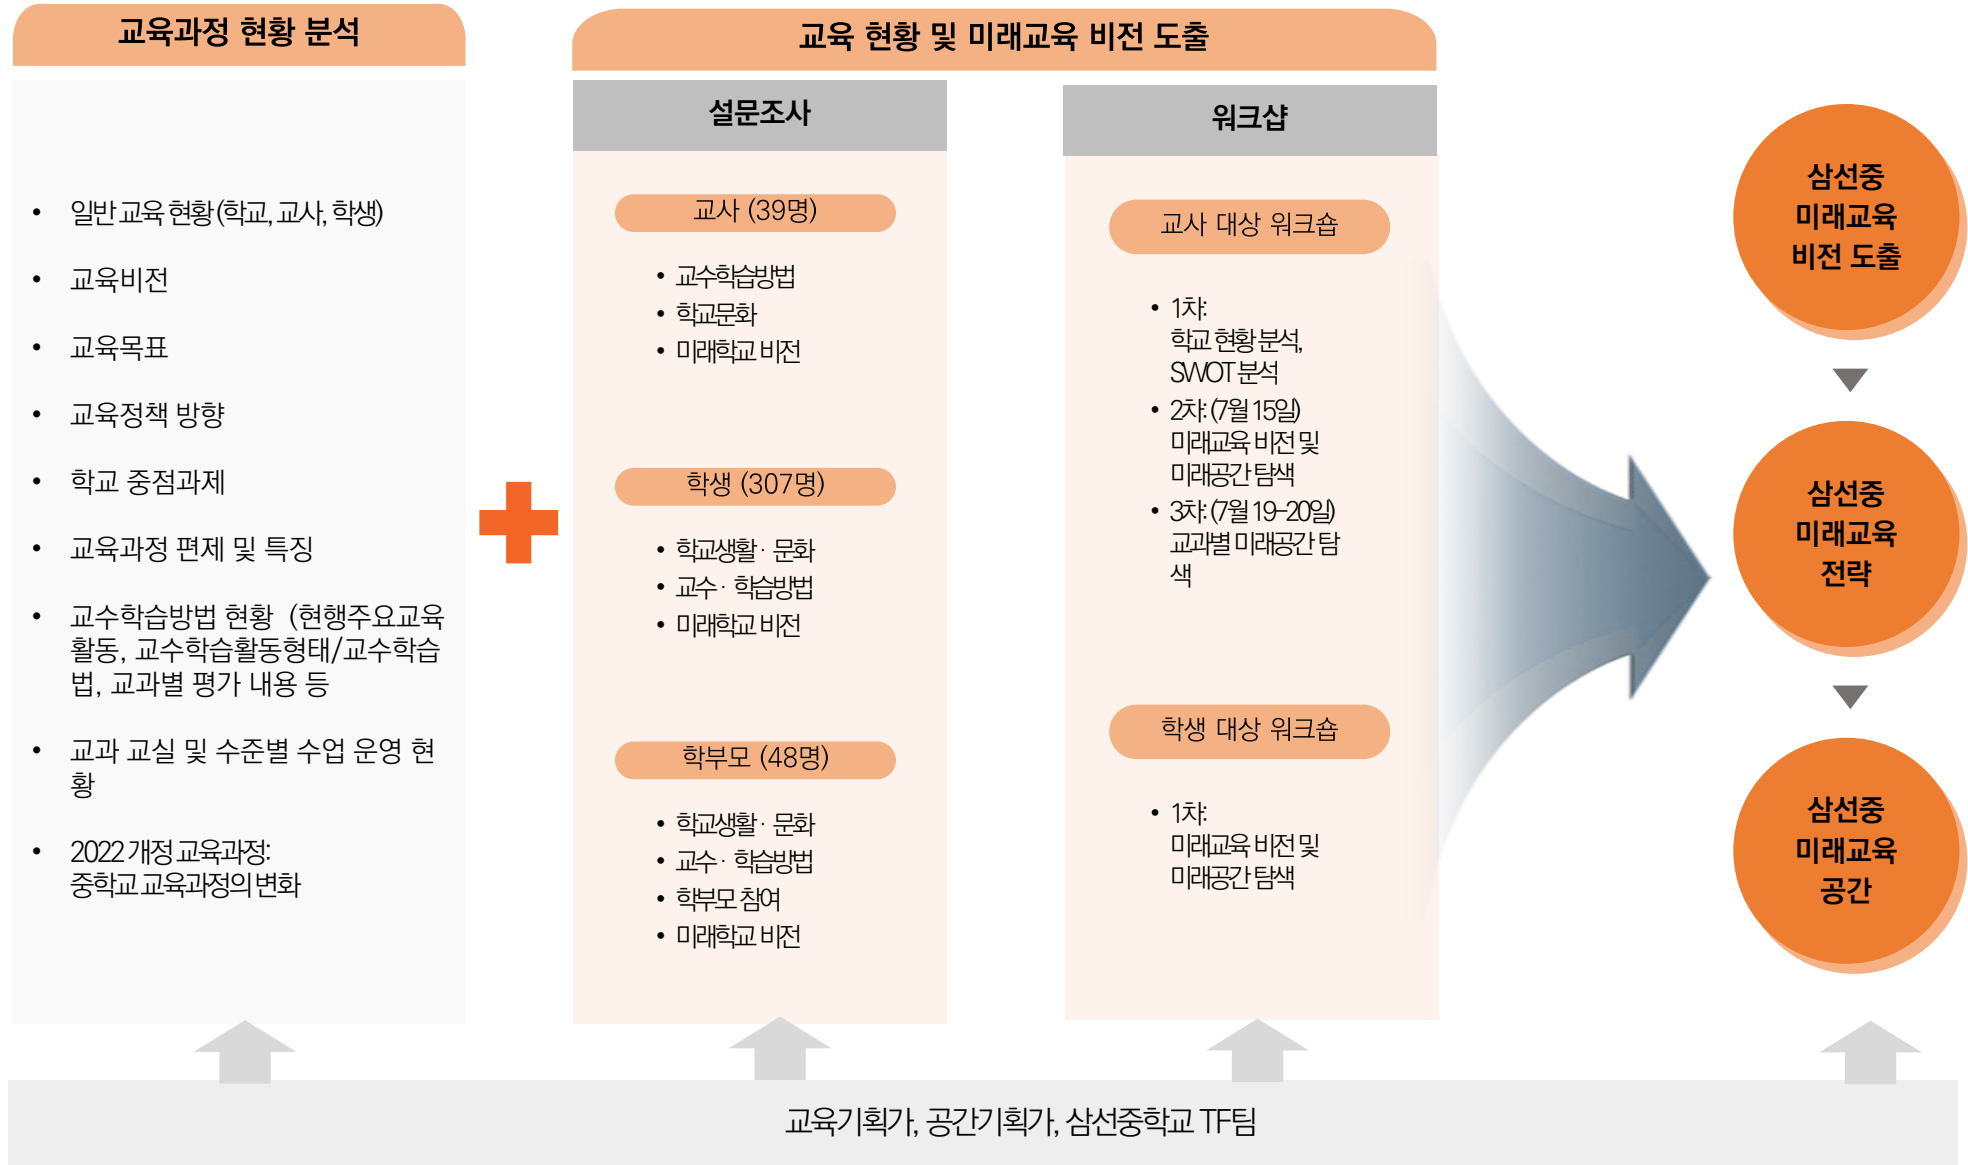 교육과정 현황 분석
• 일반 교육 현황 (학교, 교사, 학생)
• 교육비전
• 교육목표
• 교육정책 방향
• 학교 중점과제
• 교육과정 편제 및 특징
• 교수학습방법 현황 (현행주요교육
활동, 교수학습활동형태/교수학습
법, 교과별 평가 내용 등
• 교과 교실 및 수준별 수업 운영 현
황
• 2022 개정 교육과정:
중학교 교육과정의 변화
교육 현황 및 미래교육 비전 도출
설문조사
교사 (39명)
• 교수학습방법
• 학교문화
• 미래학교 비전
학생 (307명)
• 학교생활 · 문화
• 교수 · 학습방법
• 미래학교 비전
학부모 (48명)
• 학교생활 · 문화
• 교수 · 학습방법
• 학부모 참여
• 미래학교 비전
워크샵
교사 대상 워크숍
• 1차:
학교 현황 분석,
SWOT 분석
• 2차: (7월 15일)
미래교육 비전 및
미래공간 탐색
• 3차: (7월 19-20일)
교과별 미래공간 탐
색
학생 대상 워크숍
• 1차:
미래교육 비전 및
미래공간 탐색
삼선중
미래교육
비전 도출
삼선중
미래교육
전략
삼선중
미래교육
공간
교육기획가, 공간기획가, 삼선중학교 TF팀